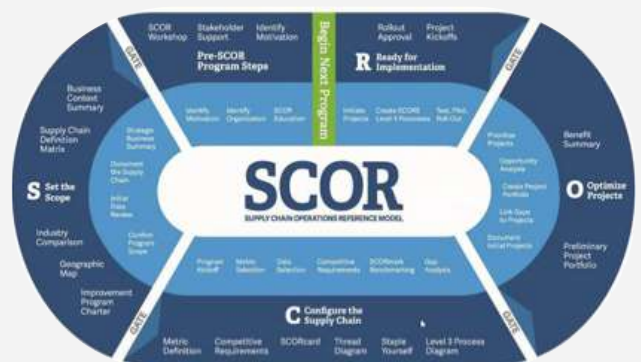 SCOR
Workshop
Stakeholder
Support
Identify
Motivation
Pre-SCOR
Program Steps
Begin Next Program
Rollout
Approval
Project
Kickoffs
R Ready for
Implementation
GATE
GATE
Identify
Motivation
Identify
Organization
SCOR
Education
Initiate
Projects
Create SCORE
Level 4 Processes
Test, Pilot,
Roll-Out
Business
Context
Summary
Supply Chain
Definition
Matrix
S Set the
Scope
Industry
Comparison
Geographic
Map
Improvement
Program
Charter
Strategic
Business
Summary
Document
the Supply
Chain
Initial
Data
Review
Confirm
Program
Scope
SCOR
SUPPLY CHAIN OPERATIONS REFERENCE MODEL
Prioritize
Projects
Opportunity
Analysis
Create Project
Portfolio
Link Gaps
to Projects
Document
Initial Projects
Benefit
Summary
O Optimize
Projects
Preliminary
Project
Portfolio
Program
Kickoff
Metric
Selection
Data
Selection
Competitive
Requirements
SCORmark
Benchmarking
Gap
Analysis
C Configure the
Supply Chain
GATE
GATE
Metric
Definition
Competitive
Requirements
SCORcard
Thread
Diagram
Staple
Yourself
Level 3 Process
Diagram